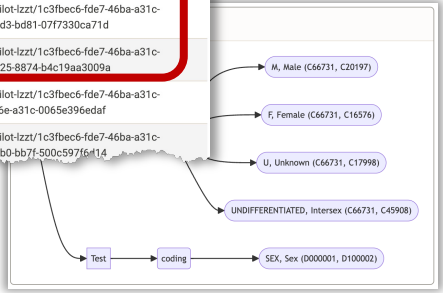 ilot-lzzt/1c3fbec6-fde7-46ba-a31c-
d3-bd81-07f7330ca71d
ilot-lzzt/1c3fbec6-fde7-46ba-a31c-
25-8874-b4c19aa3009a
ilot-lzzt/1c3fbec6-fde7-46ba-a31c-
6e-a31c-0065e396edaf
ilot-lzzt/1c3fbec6-fde7-46ba-a31c-
b0-bb7f-500c597f6d14
M, Male (C66731, C20197)
F, Female (C66731, C16576)
U, Unknown (C66731, C17998)
UNDIFFERENTIATED, Intersex (C66731, C45908)
Test
coding
SEX, Sex (D000001, D100002)